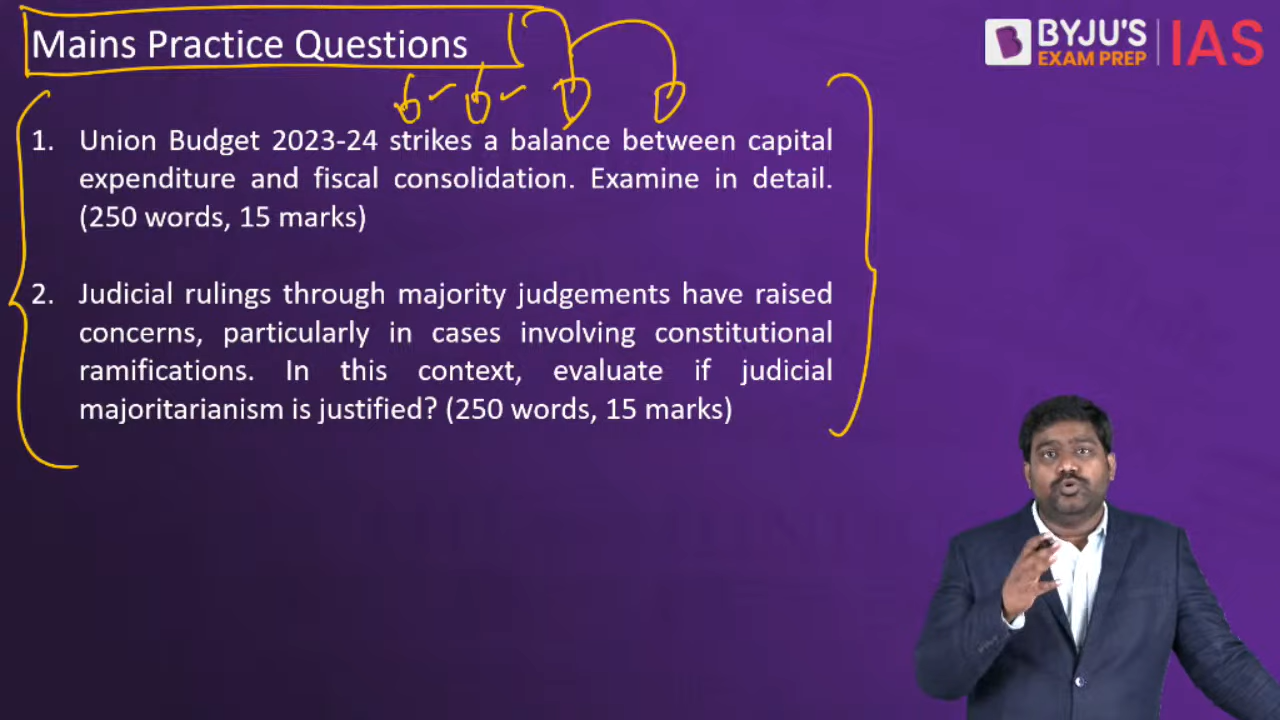 Mains Practice Questions
BYJU'S
EXAM PREP
IAS
1. Union Budget 2023-24 strikes a balance between capital
expenditure and fiscal consolidation. Examine in detail.
(250 words, 15 marks)
2. Judicial rulings through majority judgements have raised
concerns, particularly in cases involving constitutional
ramifications. In this context, evaluate if judicial
majoritarianism is justified? (250 words, 15 marks)